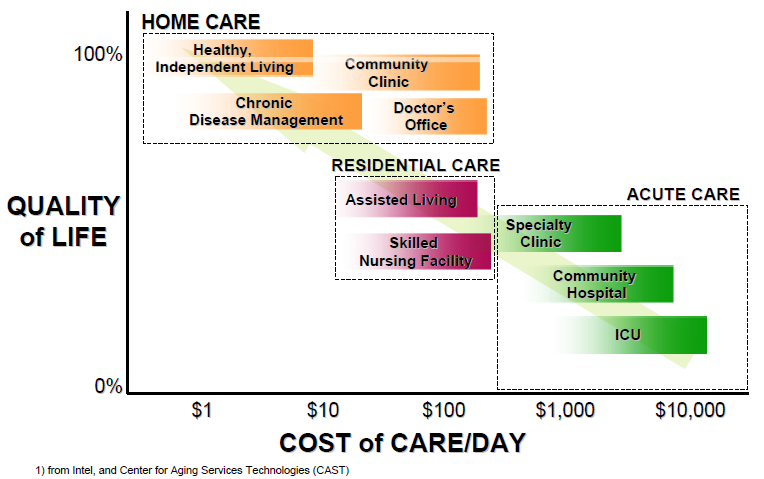 HOME CARE
100%
Healthy,
Independent Living
Community
Clinic
Chronic
Disease Management
Doctor's
Office
RESIDENTIAL CARE
Assisted Living
Skilled
Nursing Facility
ACUTE CARE
Specialty
Clinic
Community
Hospital
ICU
QUALITY
of LIFE
0%
$1
$10
$100
$1,000
$10,000
COST of CARE/DAY
1) from Intel, and Center for Aging Services Technologies (CAST)